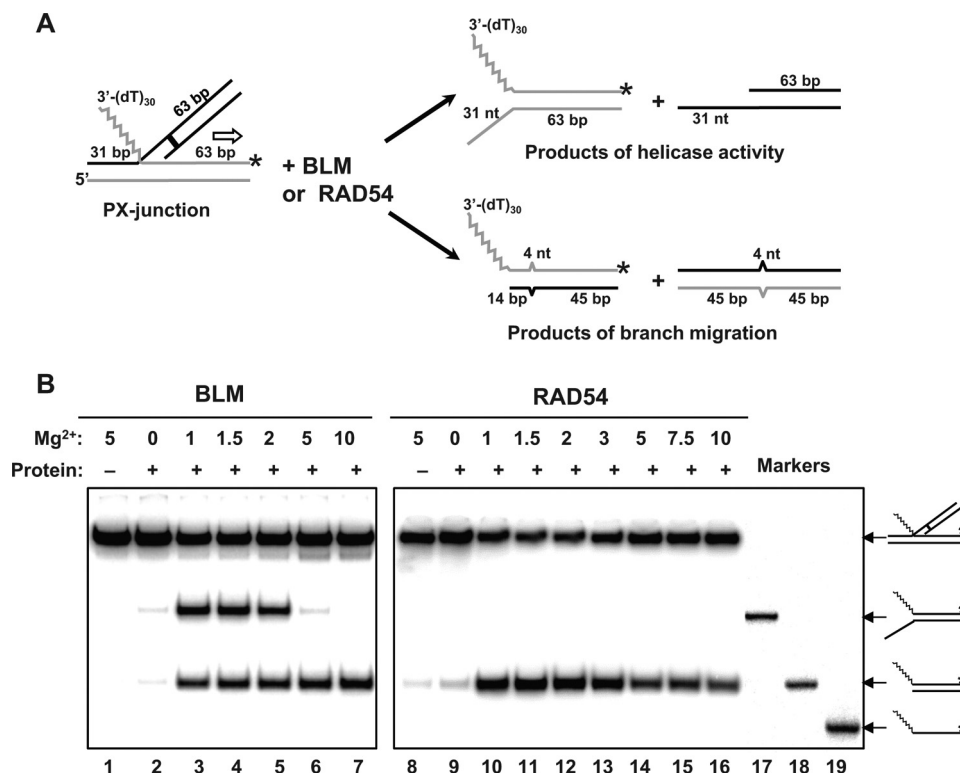 A
3'-(dT)30
3'-(dT)30
63 bp
31 bp
63 bp
*
5'
PX-junction
+ BLM
or RAD54
*
31 nt
63 bp
+
63 bp
31 nt
Products of helicase activity
3'-(dT)30
4 nt
*
14 bp
45 bp
+
4 nt
45 bp
45 bp
Products of branch migration
B
BLM
RAD54
Mg2+: 5 0 1 1.5 2 5 10 5 0 1 1.5 2 3 5 7.5 10
Protein: – + + + + + + – + + + + + + + + Markers
1 2 3 4 5 6 7 8 9 10 11 12 13 14 15 16 17 18 19